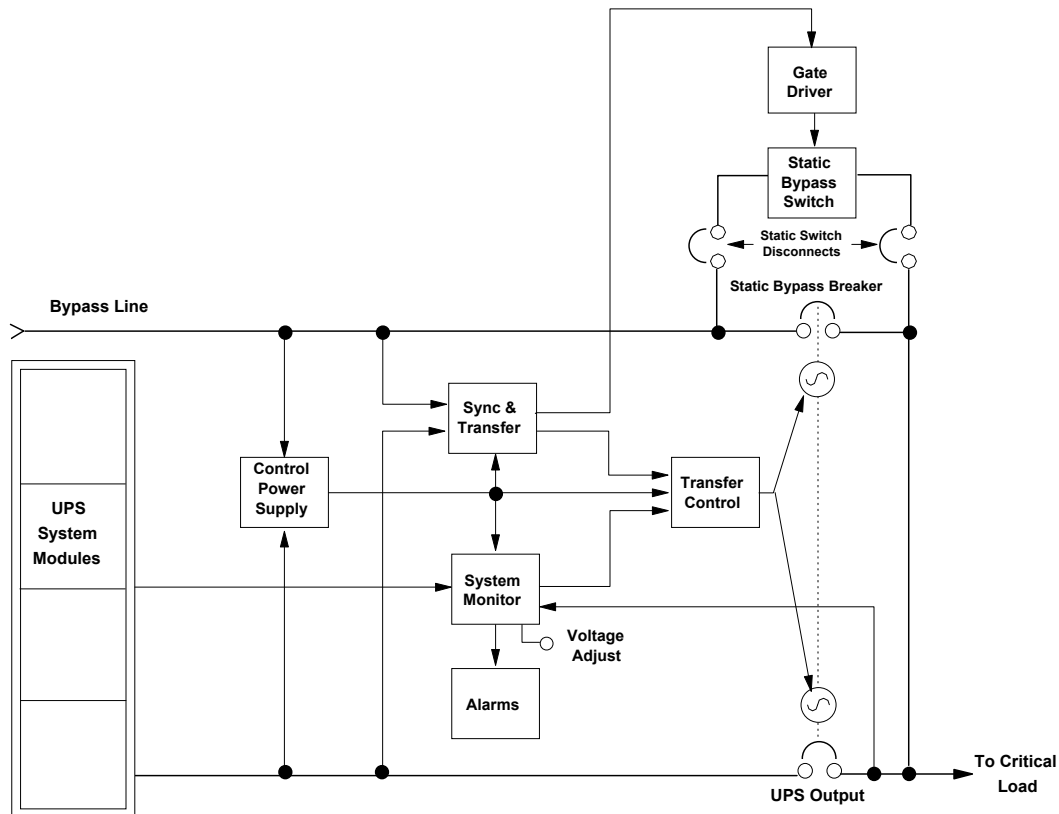 Gate
Driver
Static
Bypass
Switch
Static Switch
Disconnects
Static Bypass Breaker
Bypass Line
Sync &
Transfer
Control
Power
Supply
Transfer
Control
UPS
System
Modules
System
Monitor
Voltage
Adjust
Alarms
To Critical
Load
UPS Output